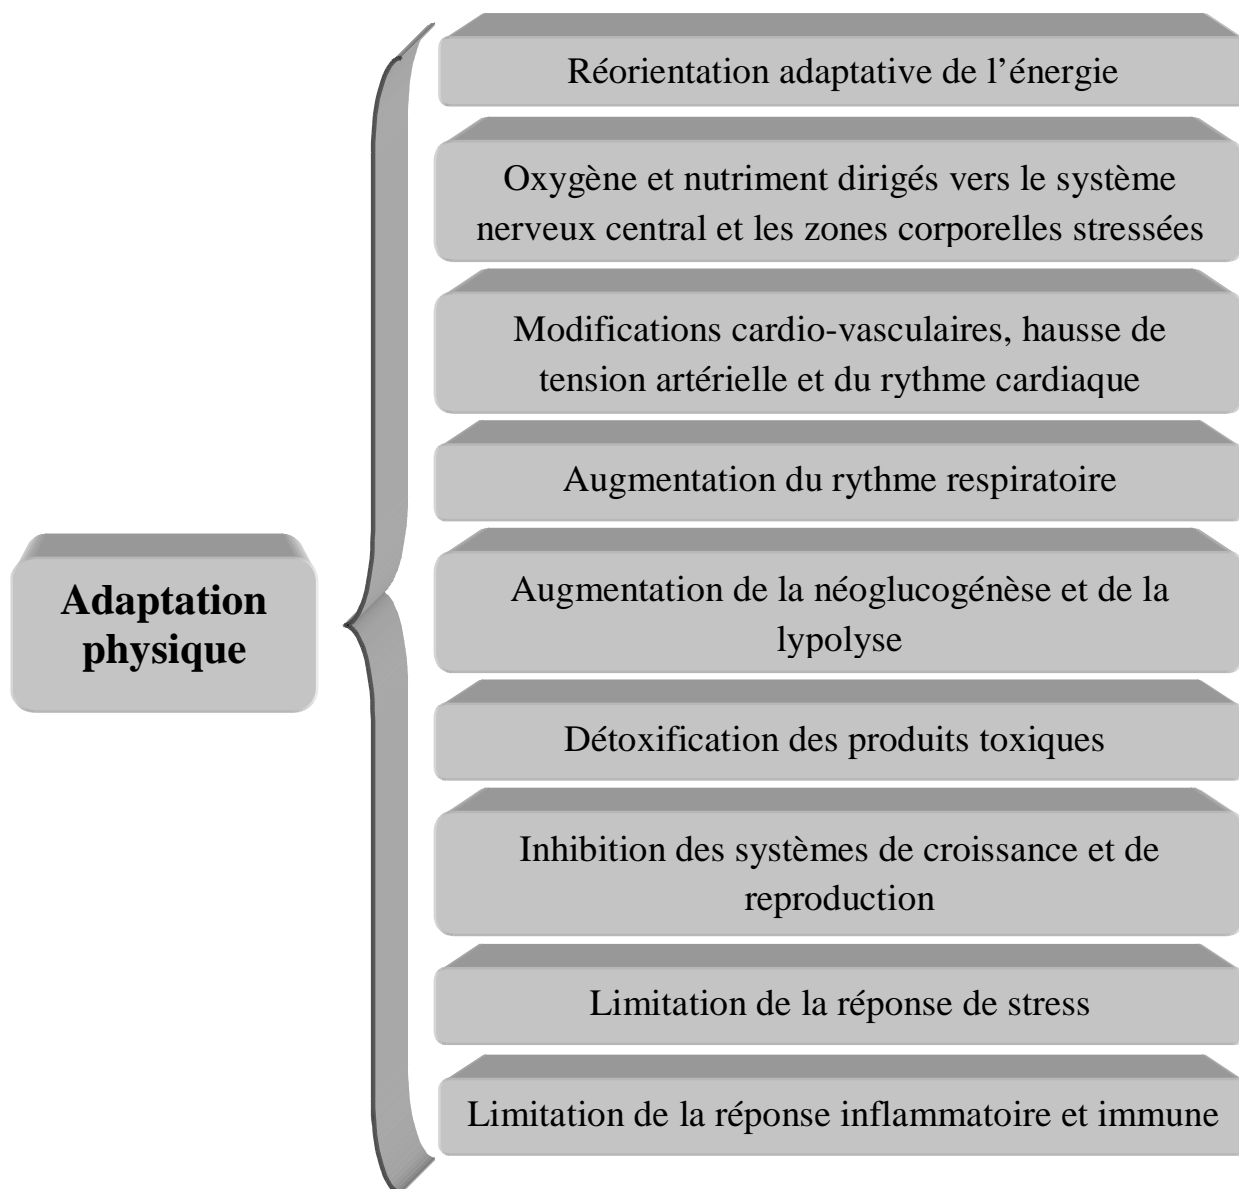 Réorientation adaptative de l’énergie
Oxygène et nutriment dirigés vers le système
nerveux central et les zones corporelles stressées
Modifications cardio-vasculaires, hausse de
tension artérielle et du rythme cardiaque
Augmentation du rythme respiratoire
Adaptation
physique
Augmentation de la néoglucogénèse et de la
lypolyse
Détoxification des produits toxiques
Inhibition des systèmes de croissance et de
reproduction
Limitation de la réponse de stress
Limitation de la réponse inflammatoire et immune